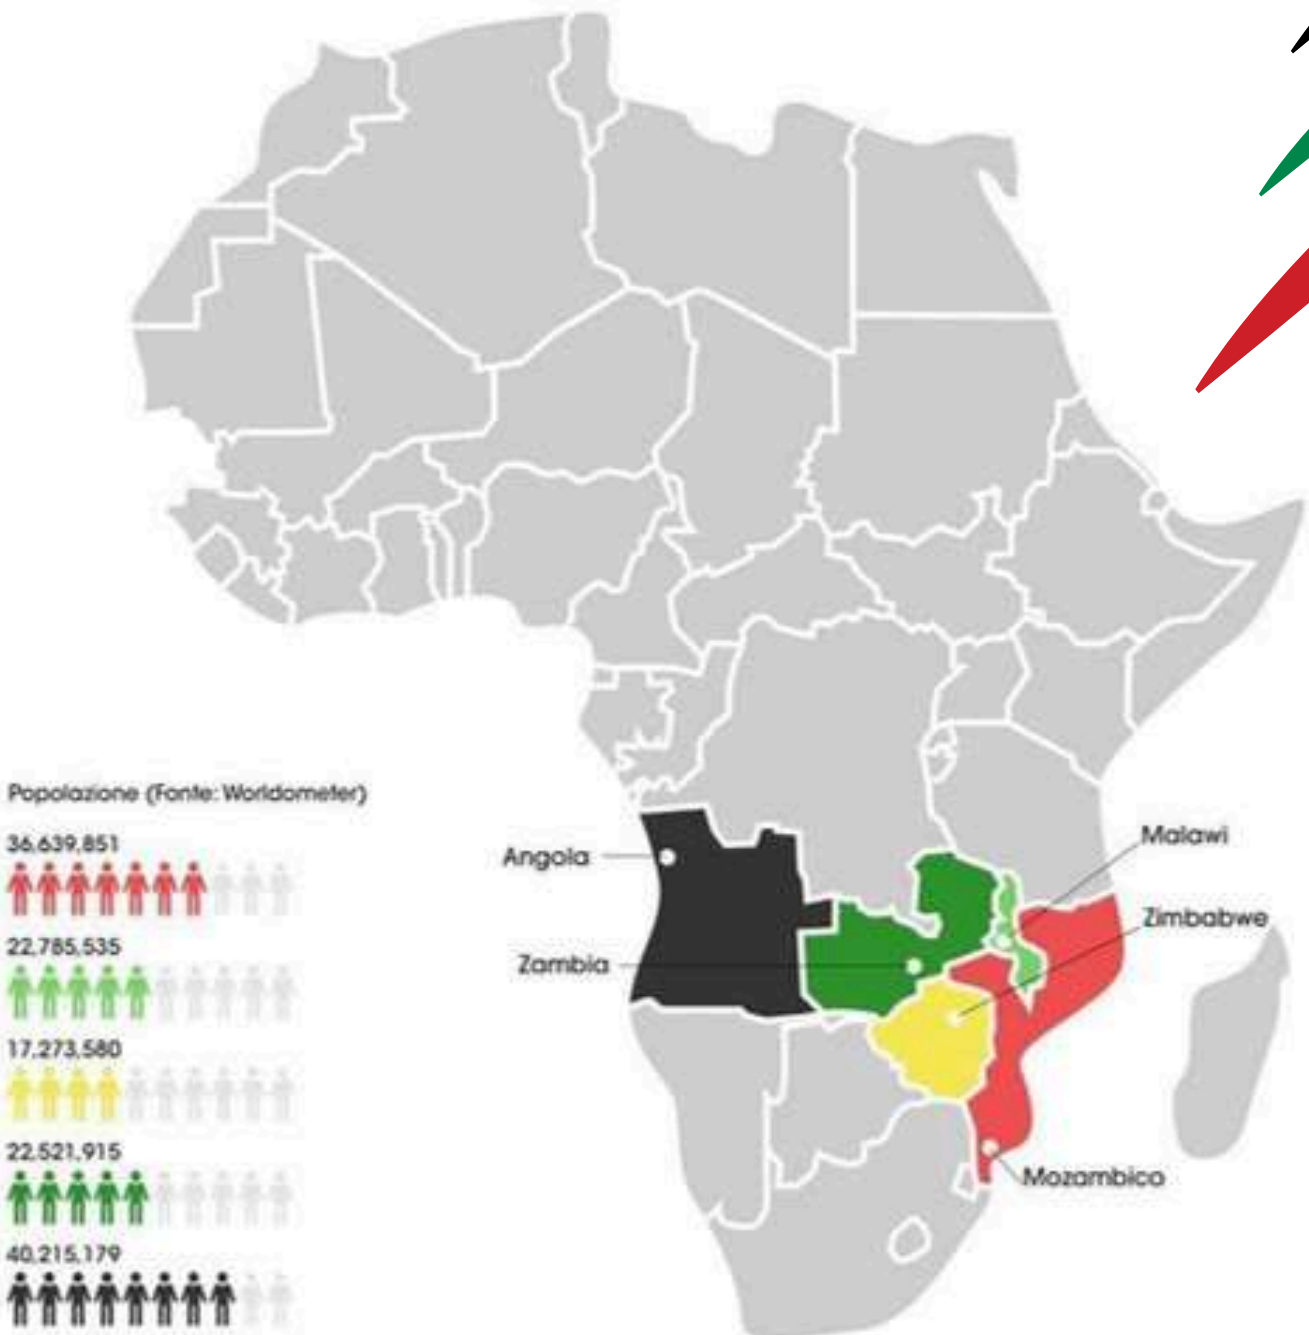 Popolazione (Fonte: Worldometer)
36,639,851
22,785,535
17,273,580
22,521,915
40,215,179
Angola
Zambia
Malawi
Zimbabwe
Mozambico